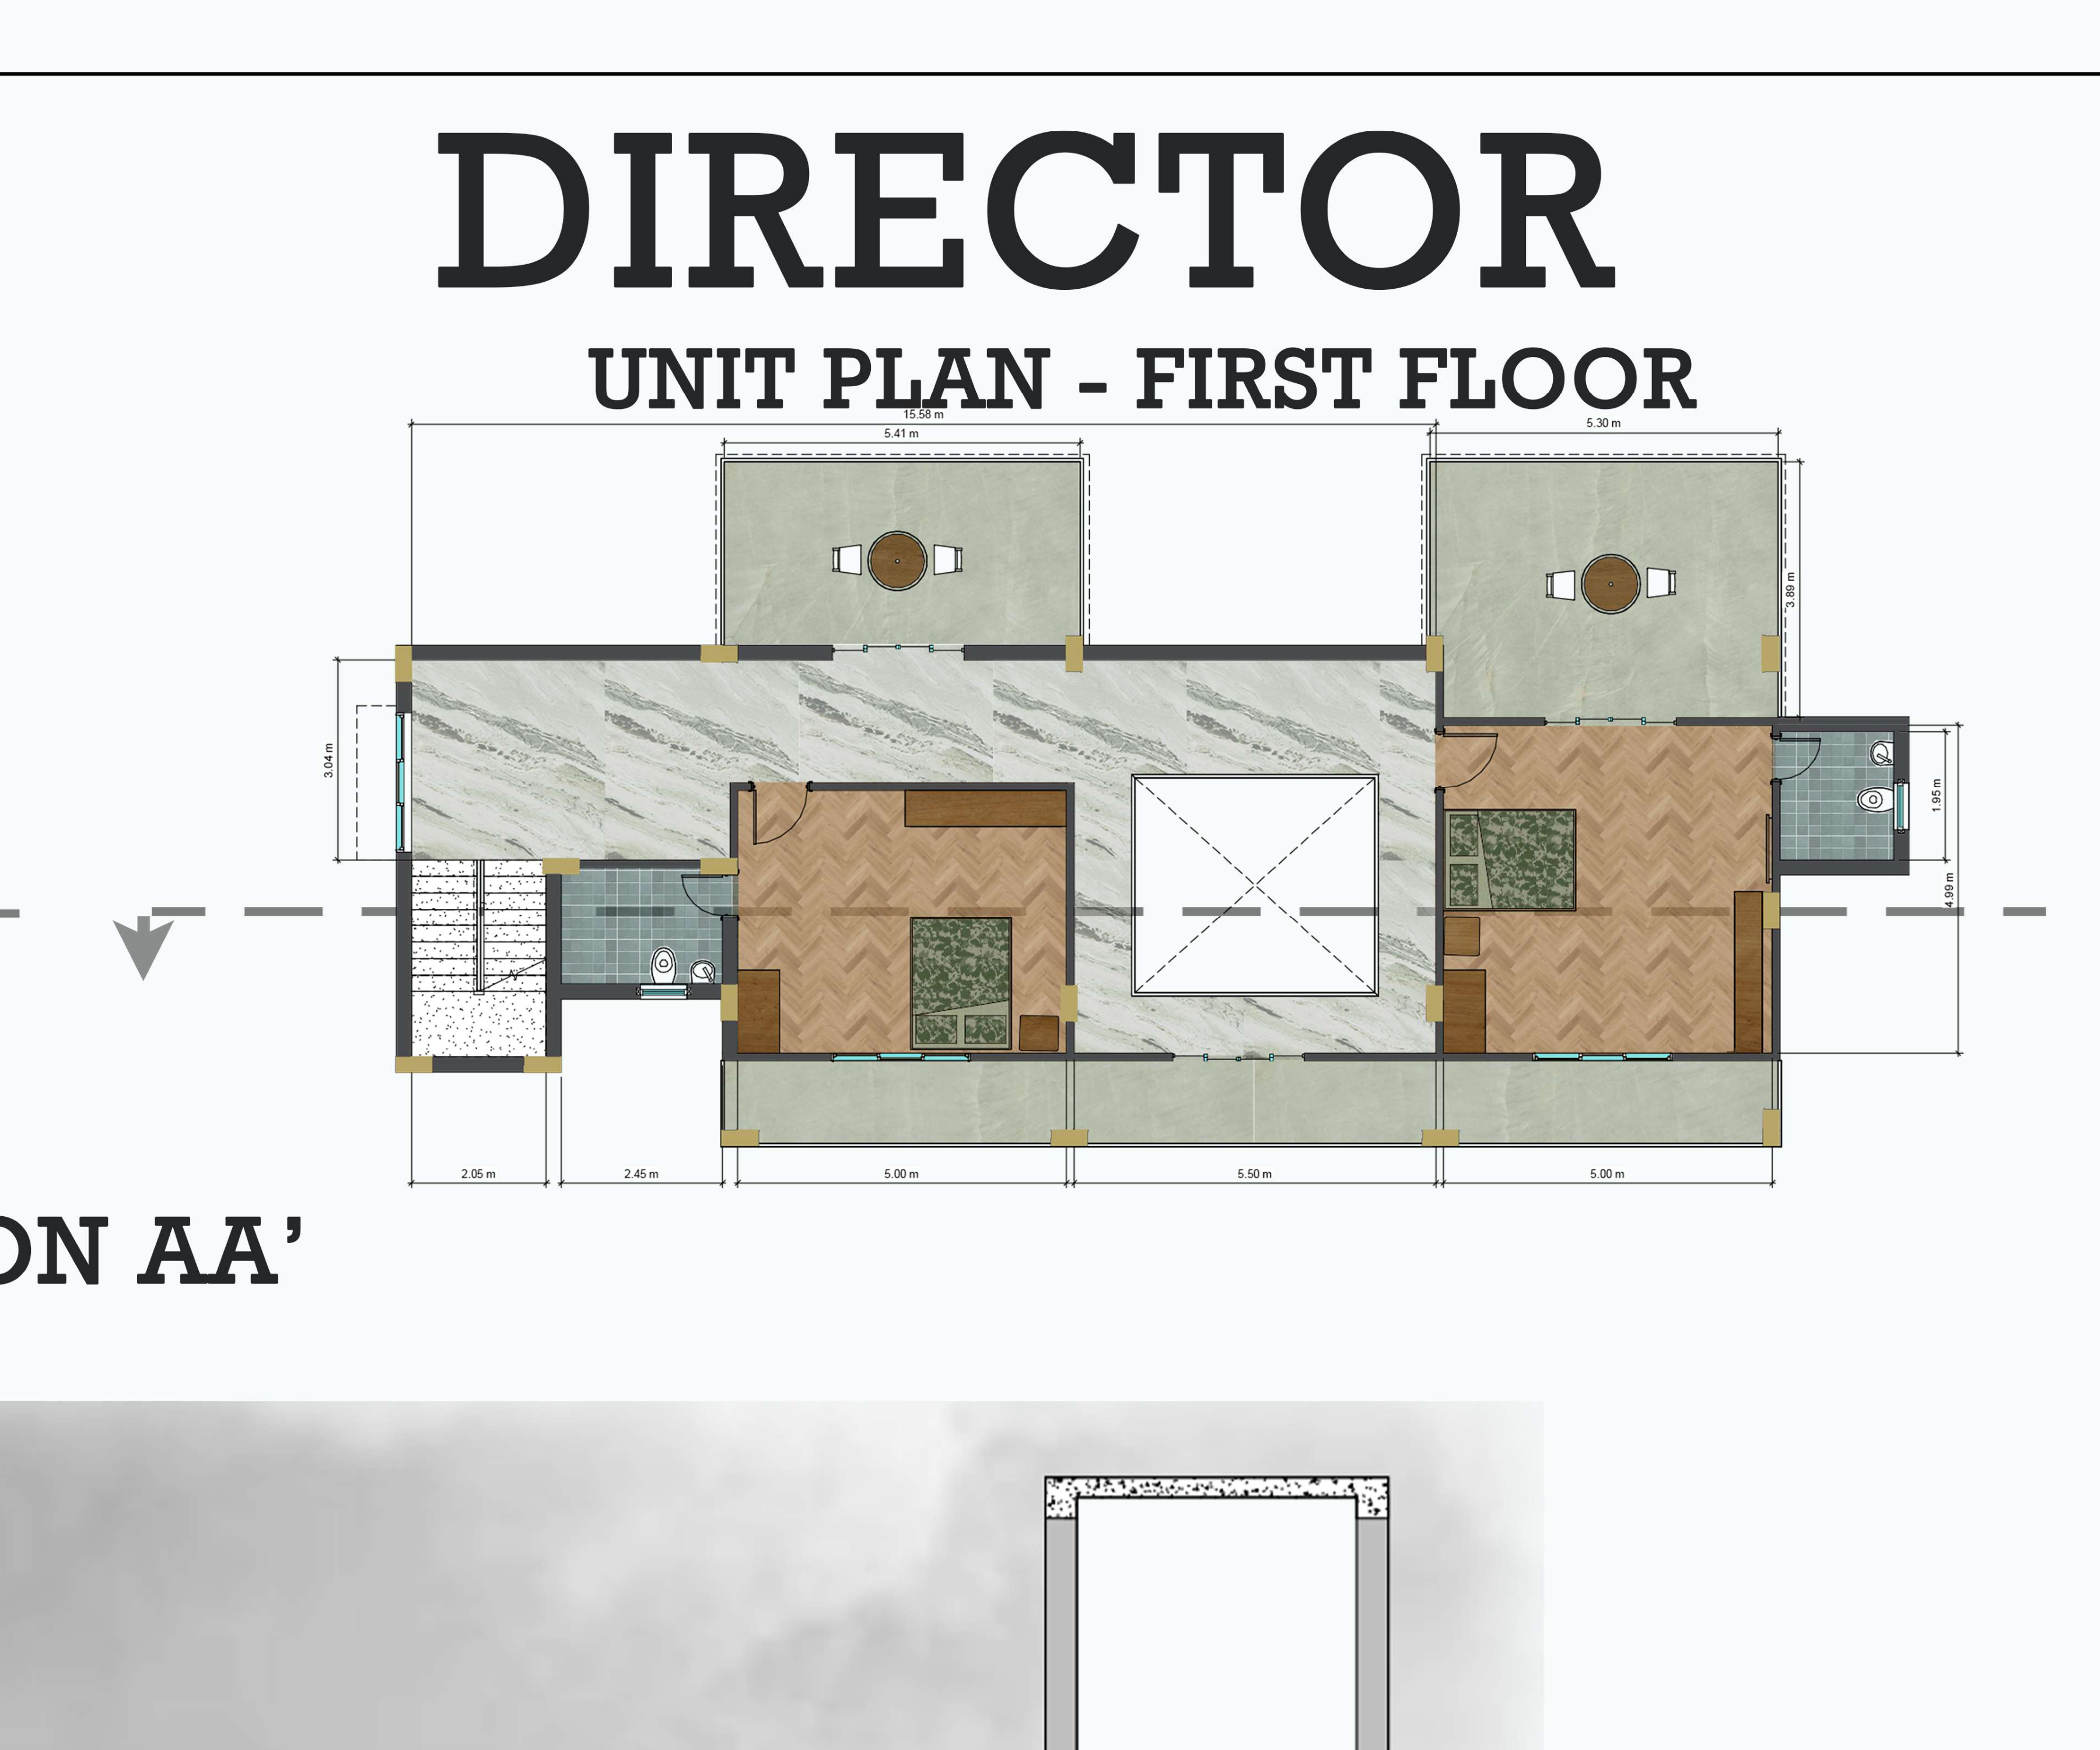 DIRECTOR
UNIT PLAN - FIRST FLOOR
15.58 m
5.41 m
5.30 m
3.89 m
3.04 m
1.95 m
4.99 m
2.05 m
2.45 m
5.00 m
5.50 m
5.00 m
ON AA’